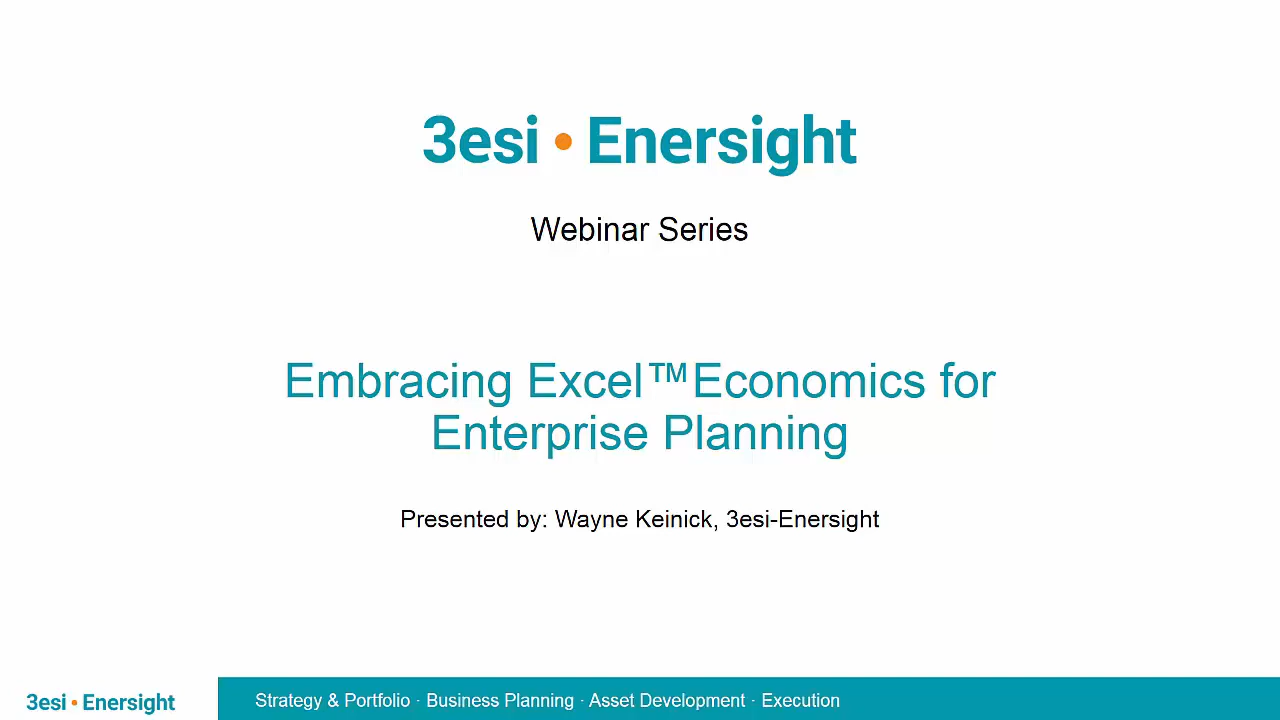 3esi • Enersight
Webinar Series
Embracing Excel™Economics for
Enterprise Planning
Presented by: Wayne Keinick, 3esi-Enersight
3esi • Enersight
Strategy & Portfolio · Business Planning · Asset Development · Execution